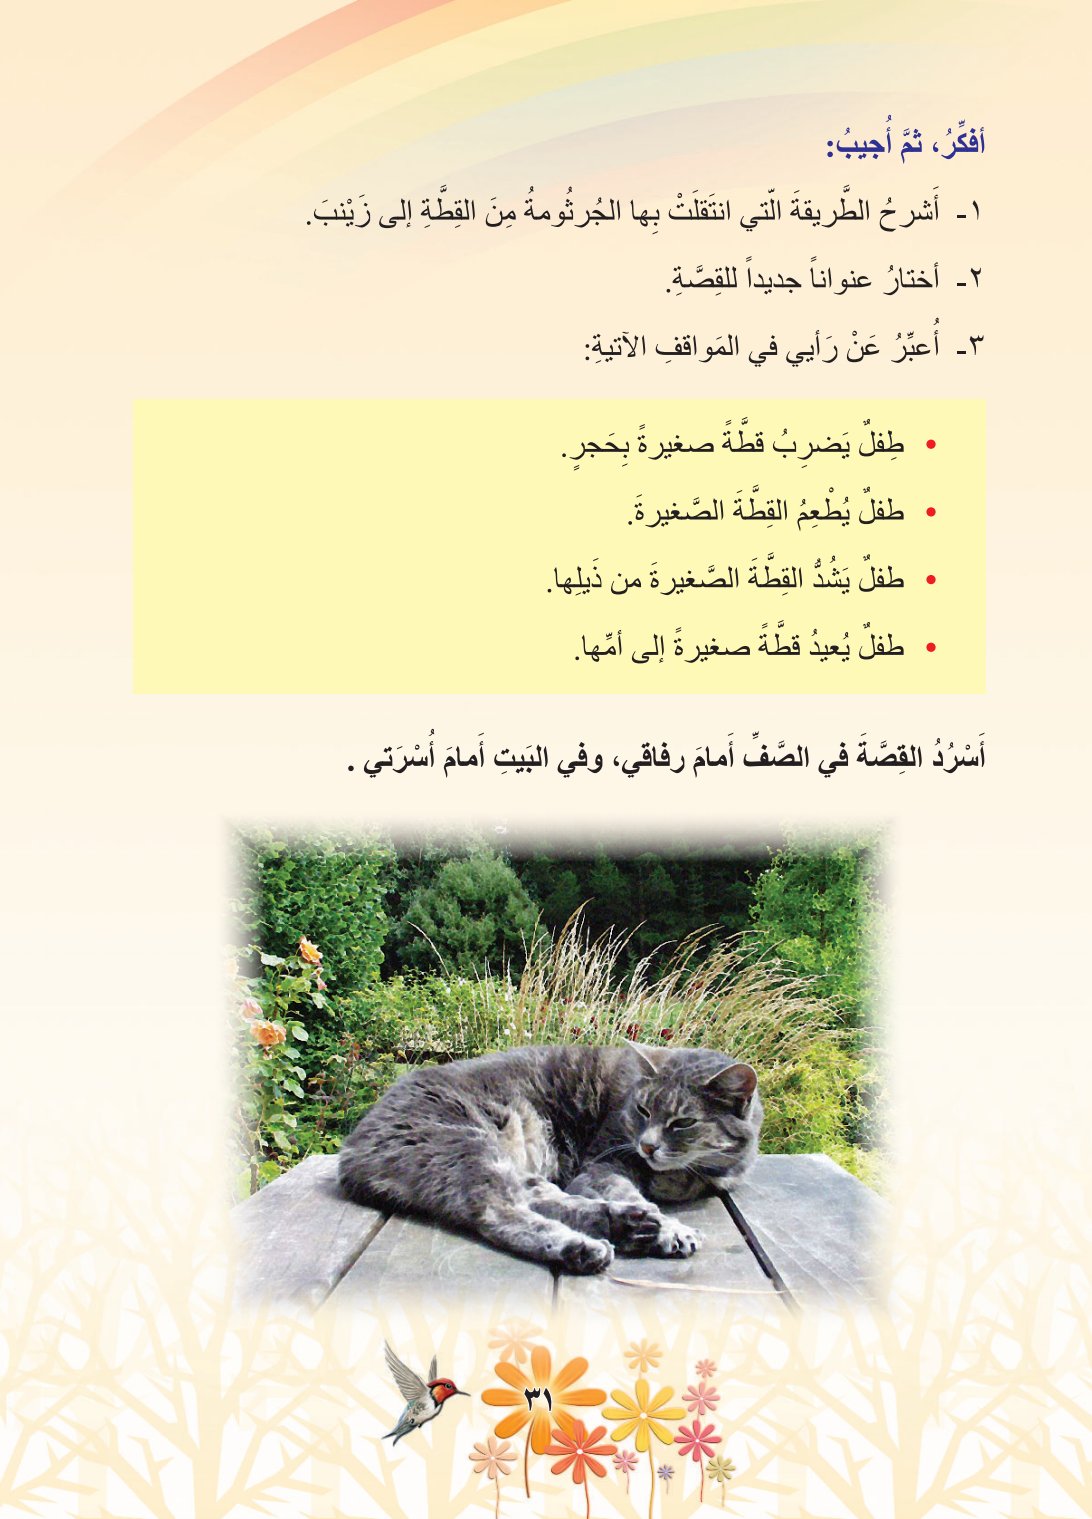 أفكِّرُ، ثمَّ أُجيبُ:
١- أَشرحُ الطَّريقةَ الّتي انتَقلَتْ بِها الجُرثُومةُ مِنَ القِطَّةِ إلى زَيْنبَ.
٢- أختارُ عنواناً جديداً للقِصَّةِ.
٣- أُعبِّرُ عَنْ رَأيي في المَواقفِ الآتيةِ:
• طِفلٌ يَضرِبُ قطَّةً صغيرةً بِحَجرٍ.
• طفلٌ يُطْعِمُ القِطَّةَ الصَّغيرةَ.
• طفلٌ يَشُدُّ القِطَّةَ الصَّغيرةَ من ذَيلِها.
• طفلٌ يُعيدُ قطَّةً صغيرةً إلى أمِّها.
أَسْرُدُ القِصَّةَ في الصَّفِّ أَمامَ رفاقي، وفي البَيتِ أَمامَ أُسْرَتي .
٣١